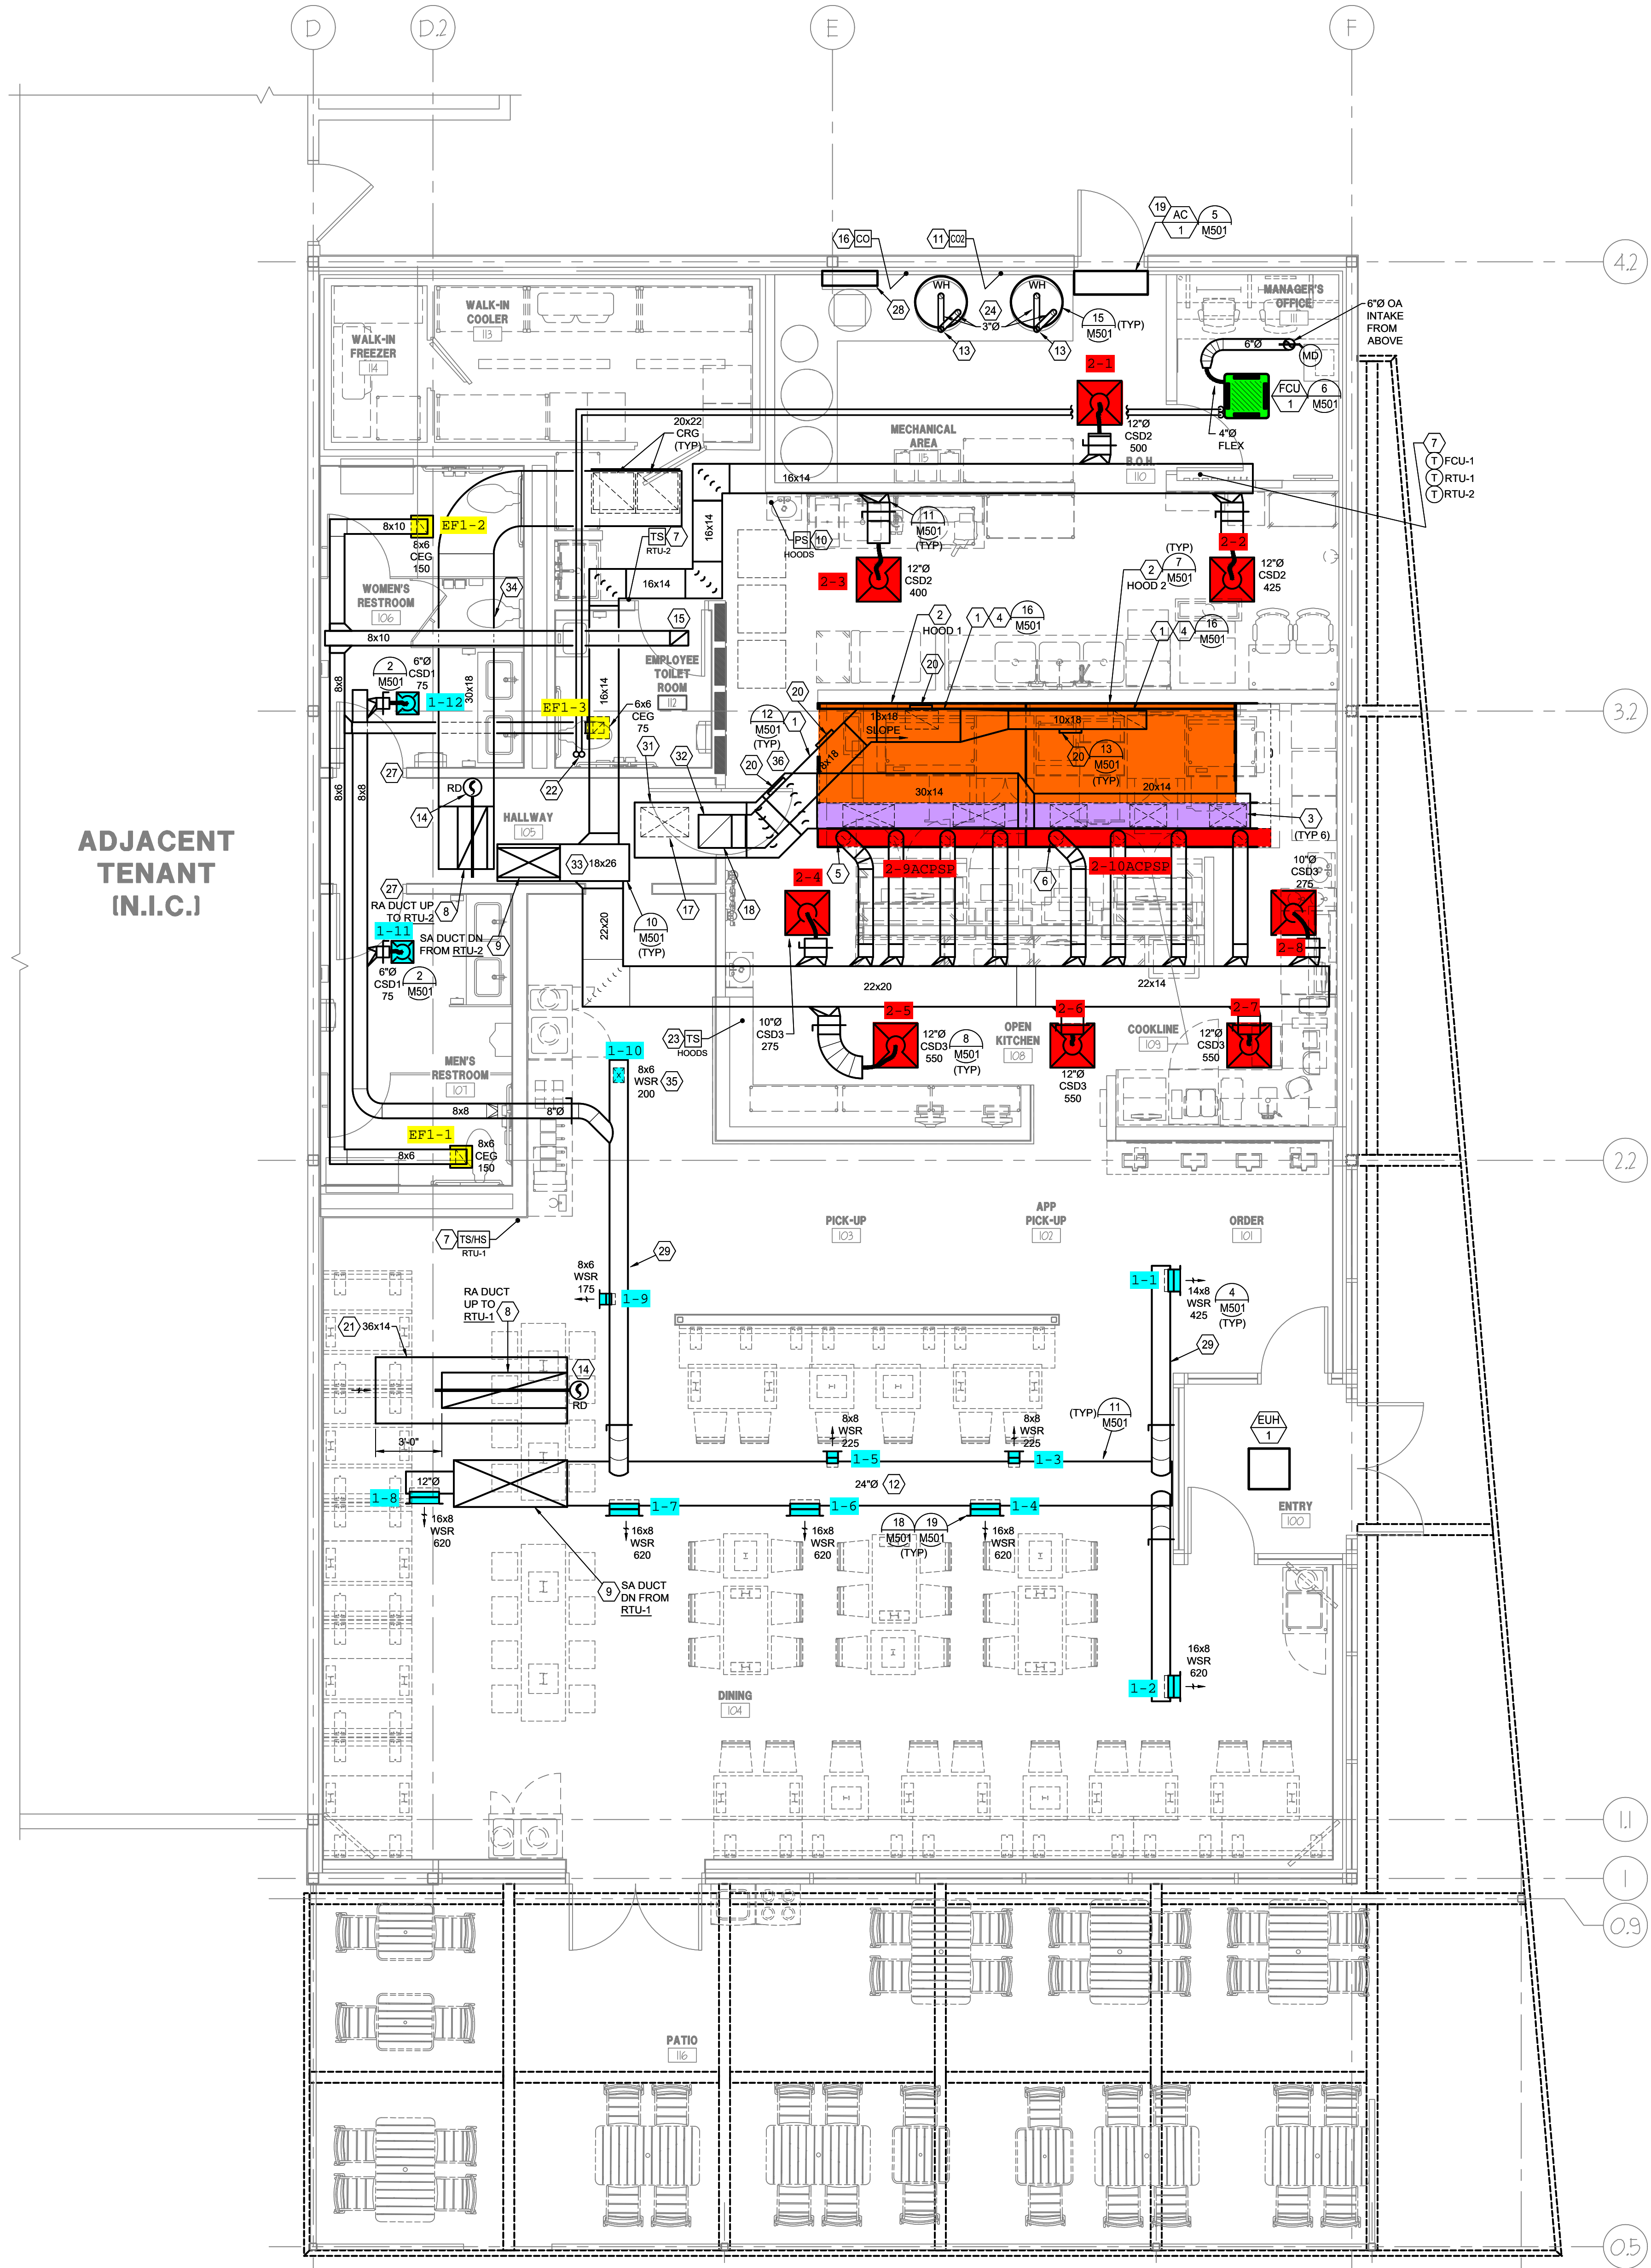 D
D.2
E
F
4.2
3.2
2.2
1.1
1
0.9
0.5
ADJACENT
TENANT
(N.I.C.)
19
AC
1
5
M501
16
CO
11
CO2
WH
WH
28
24
3"Ø
13
13
15
M501
(TYP)
MANAGER'S
OFFICE
111
6"Ø OA
INTAKE
FROM
ABOVE
6"Ø
MD
FCU
1
6
M501
4"Ø
FLEX
WALK-IN
COOLER
113
WALK-IN
FREEZER
114
2-1
12"Ø
CSD2
500
MECHANICAL
AREA
115
B.O.H.
110
7
T FCU-1
T RTU-1
T RTU-2
20x22
CRG
(TYP)
16x14
16x14
16x14
16x14
11
M501
(TYP)
PS
10
HOODS
TS
7
RTU-2
2-2
12"Ø
CSD2
425
2-3
12"Ø
CSD2
400
(TYP)
7
M501
2
HOOD 2
2
HOOD 1
1
4
16
M501
1
4
16
M501
8x10
EF1-2
8x6
CEG
150
WOMEN'S
RESTROOM
106
34
8x10
15
2
M501
6"Ø
CSD1
75
1-12
30x18
8x8
EMPLOYEE
TOILET
ROOM
112
EF1-3
6x6
CEG
75
20
20
20
20
12
M501
(TYP)
1
36
18x18
SLOPE
10x18
13
M501
(TYP)
8x18
30x14
20x14
3
(TYP 6)
31
32
22
27
8x6
8x8
RD
14
HALLWAY
105
33
18x26
17
18
5
6
2-9ACPSP
2-10ACPSP
2-4
10"Ø
CSD3
275
10"Ø
CSD3
275
2-8
27
RA DUCT UP
TO RTU-2
8
1-11
SA DUCT DN
FROM RTU-2
9
6"Ø
CSD1
75
2
M501
10
M501
(TYP)
22x20
22x20
22x14
23
TS
HOODS
2-5
12"Ø
CSD3
550
8
M501
(TYP)
OPEN
KITCHEN
108
2-6
12"Ø
CSD3
550
COOKLINE
109
2-7
12"Ø
CSD3
550
MEN'S
RESTROOM
107
1-10
8x6
WSR
200
35
8x8
8"Ø
EF1-1
8x6
8x6
CEG
150
7
TS/HS
RTU-1
29
PICK-UP
103
APP
PICK-UP
102
ORDER
101
8x6
WSR
175
1-9
1-1
14x8
WSR
425
4
M501
(TYP)
29
RA DUCT
UP TO
RTU-1
8
21
36x14
14
RD
3'-0"
8x8
WSR
225
1-5
8x8
WSR
225
1-3
(TYP)
11
M501
EUH
1
ENTRY
100
12"Ø
24"Ø
12
1-8
16x8
WSR
620
1-7
16x8
WSR
620
1-6
16x8
WSR
620
18
M501
19
M501
(TYP)
1-4
16x8
WSR
620
9
SA DUCT
DN FROM
RTU-1
1-2
16x8
WSR
620
DINING
104
PATIO
116